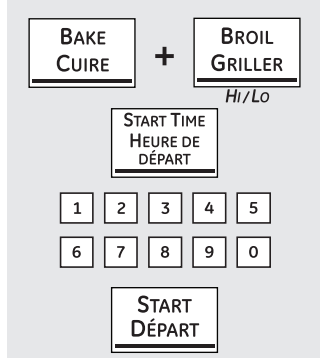 BAKE
CUIRE
+
BROIL
GRILLER
HI/LO
START TIME
HEURE DE
DÉPART
1 2 3 4 5
6 7 8 9 0
START
DÉPART